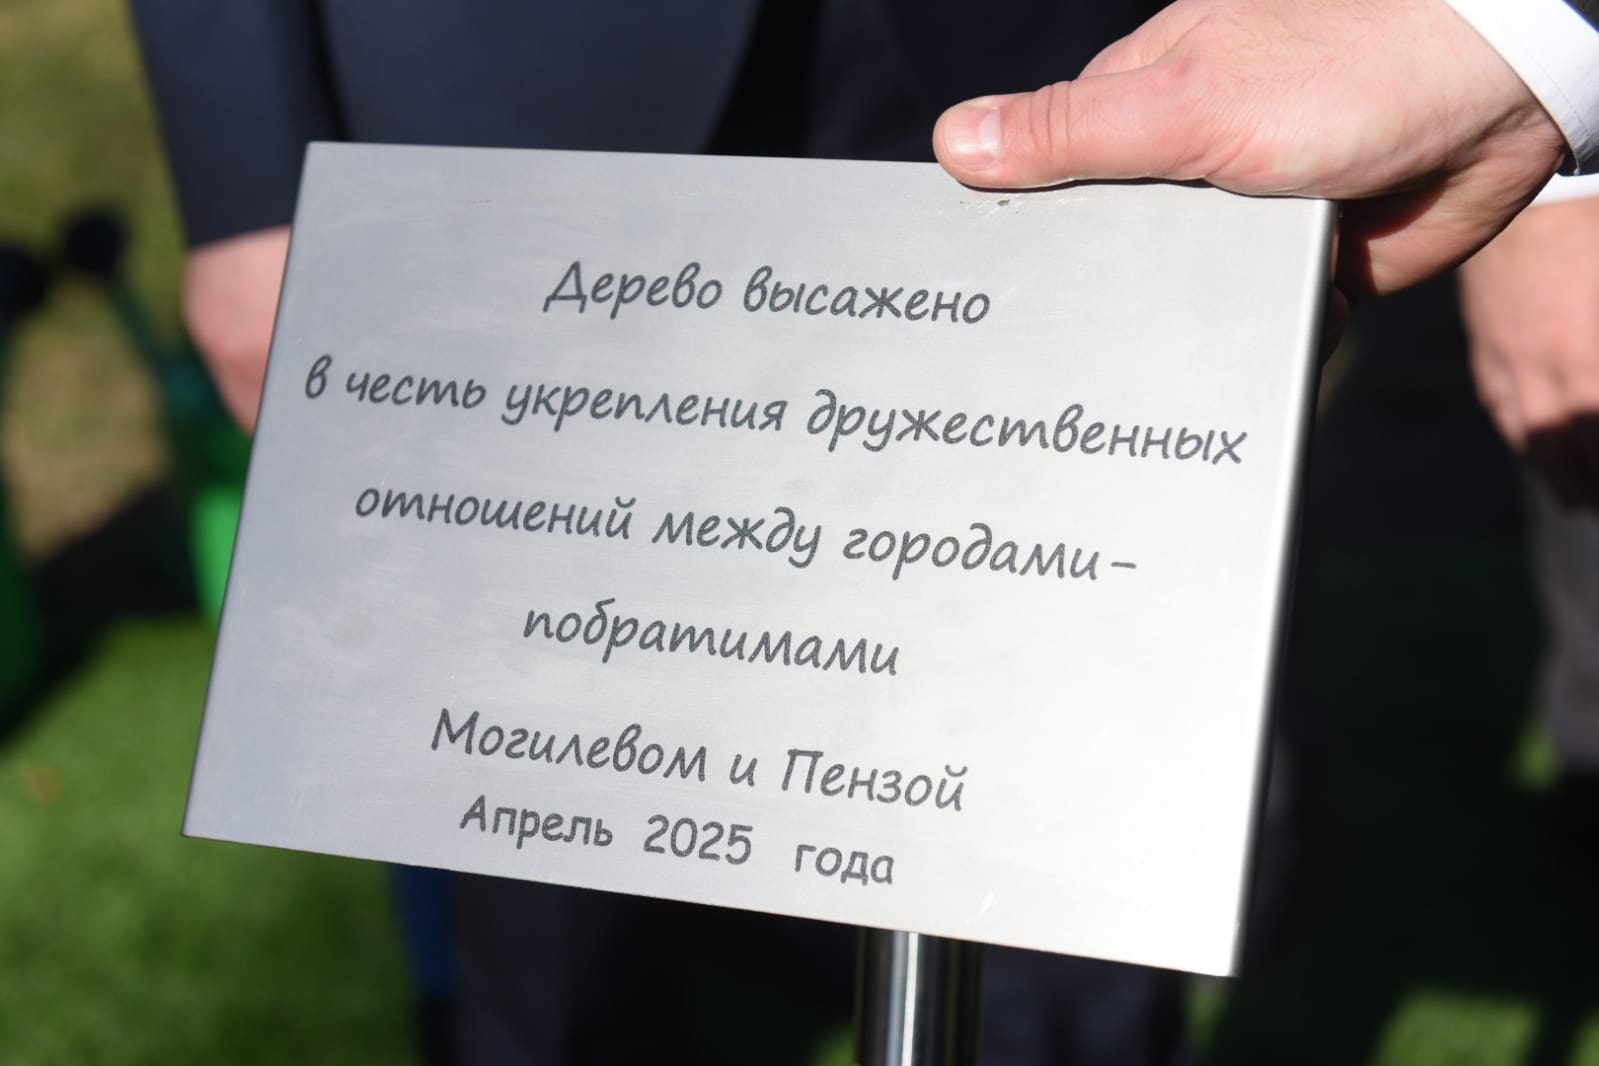 Дерево высажено
в честь укрепления дружественных
отношений между городами-
побратимами
Могилевом и Пензой
Апрель 2025 года